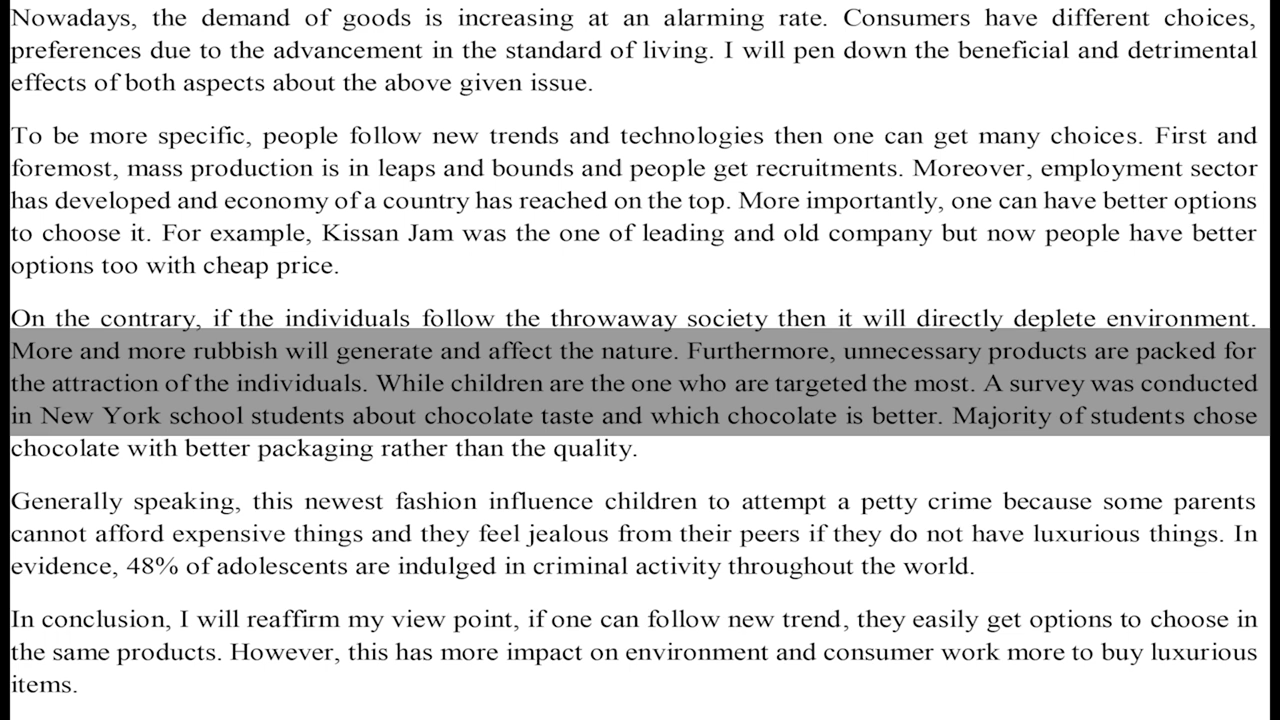 Nowadays, the demand of goods is increasing at an alarming rate. Consumers have different choices,
preferences due to the advancement in the standard of living. I will pen down the beneficial and detrimental
effects of both aspects about the above given issue.
To be more specific, people follow new trends and technologies then one can get many choices. First and
foremost, mass production is in leaps and bounds and people get recruitments. Moreover, employment sector
has developed and economy of a country has reached on the top. More importantly, one can have better options
to choose it. For example, Kissan Jam was the one of leading and old company but now people have better
options too with cheap price.
On the contrary, if the individuals follow the throwaway society then it will directly deplete environment.
More and more rubbish will generate and affect the nature. Furthermore, unnecessary products are packed for
the attraction of the individuals. While children are the one who are targeted the most. A survey was conducted
in New York school students about chocolate taste and which chocolate is better. Majority of students chose
chocolate with better packaging rather than the quality.
Generally speaking, this newest fashion influence children to attempt a petty crime because some parents
cannot afford expensive things and they feel jealous from their peers if they do not have luxurious things. In
evidence, 48% of adolescents are indulged in criminal activity throughout the world.
In conclusion, I will reaffirm my view point, if one can follow new trend, they easily get options to choose in
the same products. However, this has more impact on environment and consumer work more to buy luxurious
items.